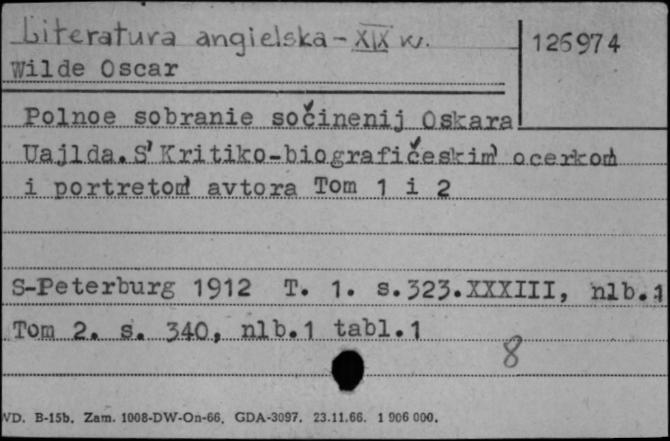 Literatura angielska - XIX w.
126974
Wilde Oscar
Polnoe sobranie sočinenij Oskara
Uajlda. S' Kritiko-biografičeskim' ocerkom'
i portretom' avtora Tom 1 i 2
S-Peterburg 1912 T. 1. s.323.XXXIII, nlb.1
Tom 2. s. 340, nlb.1 tabl.1
8
WD. B-15b. Zam. 1008-DW-On-66. GDA-3097. 23.11.66. 1 906 000.